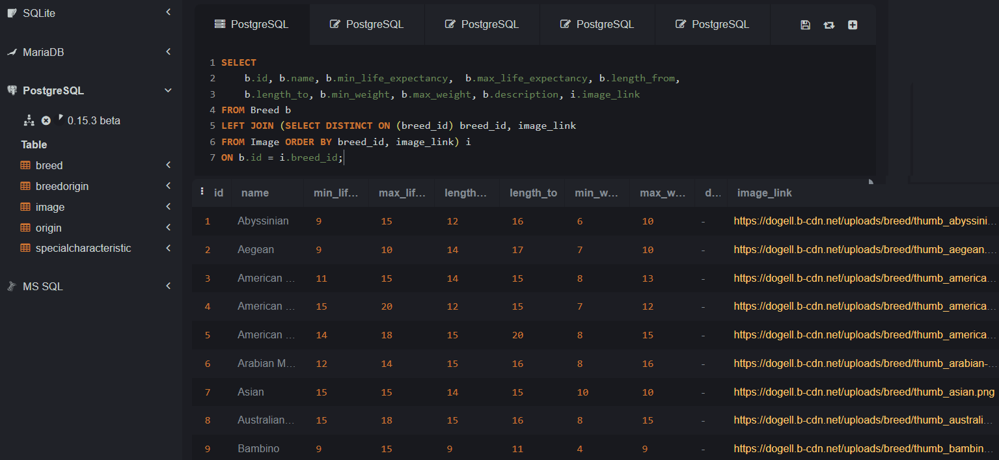 SQLite
MariaDB
PostgreSQL
0.15.3 beta
Table
breed
breedorigin
image
origin
specialcharacteristic
MS SQL
PostgreSQL PostgreSQL PostgreSQL PostgreSQL PostgreSQL
1 SELECT
2 b.id, b.name, b.min_life_expectancy,  b.max_life_expectancy, b.length_from,
3 b.length_to, b.min_weight, b.max_weight, b.description, i.image_link
4 FROM Breed b
5 LEFT JOIN (SELECT DISTINCT ON (breed_id) breed_id, image_link
6 FROM Image ORDER BY breed_id, image_link) i
7 ON b.id = i.breed_id;
id name min_lif... max_lif... length... length_to min_w... max_w... d... image_link
1 Abyssinian 9 15 12 16 6 10 - https://dogell.b-cdn.net/uploads/breed/thumb_abyssini...
2 Aegean 9 10 14 17 7 10 - https://dogell.b-cdn.net/uploads/breed/thumb_aegean....
3 American ... 11 15 14 15 8 13 - https://dogell.b-cdn.net/uploads/breed/thumb_america...
4 American ... 15 20 12 15 7 12 - https://dogell.b-cdn.net/uploads/breed/thumb_america...
5 American ... 14 18 15 20 8 15 - https://dogell.b-cdn.net/uploads/breed/thumb_america...
6 Arabian M... 12 14 15 16 8 16 - https://dogell.b-cdn.net/uploads/breed/thumb_arabian-...
7 Asian 15 15 14 15 10 10 - https://dogell.b-cdn.net/uploads/breed/thumb_asian.png
8 Australian... 15 18 15 16 8 15 - https://dogell.b-cdn.net/uploads/breed/thumb_australi...
9 Bambino 9 15 9 11 4 9 - https://dogell.b-cdn.net/uploads/breed/thumb_bambin...